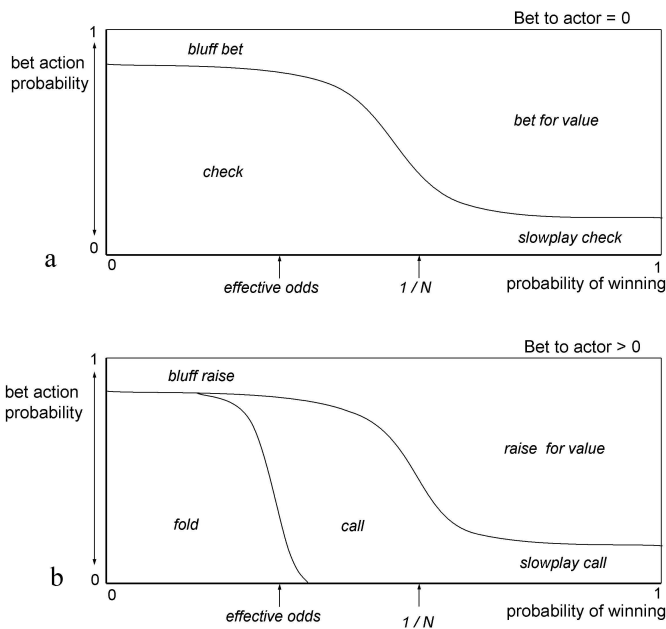 Bet to actor = 0
1
bluff bet
bet action
probability
bet for value
check
slowplay check
0
a
0
1
effective odds
1 / N
probability of winning
Bet to actor > 0
1
bluff raise
bet action
probability
raise for value
fold
call
slowplay call
0
b
0
1
effective odds
1 / N
probability of winning